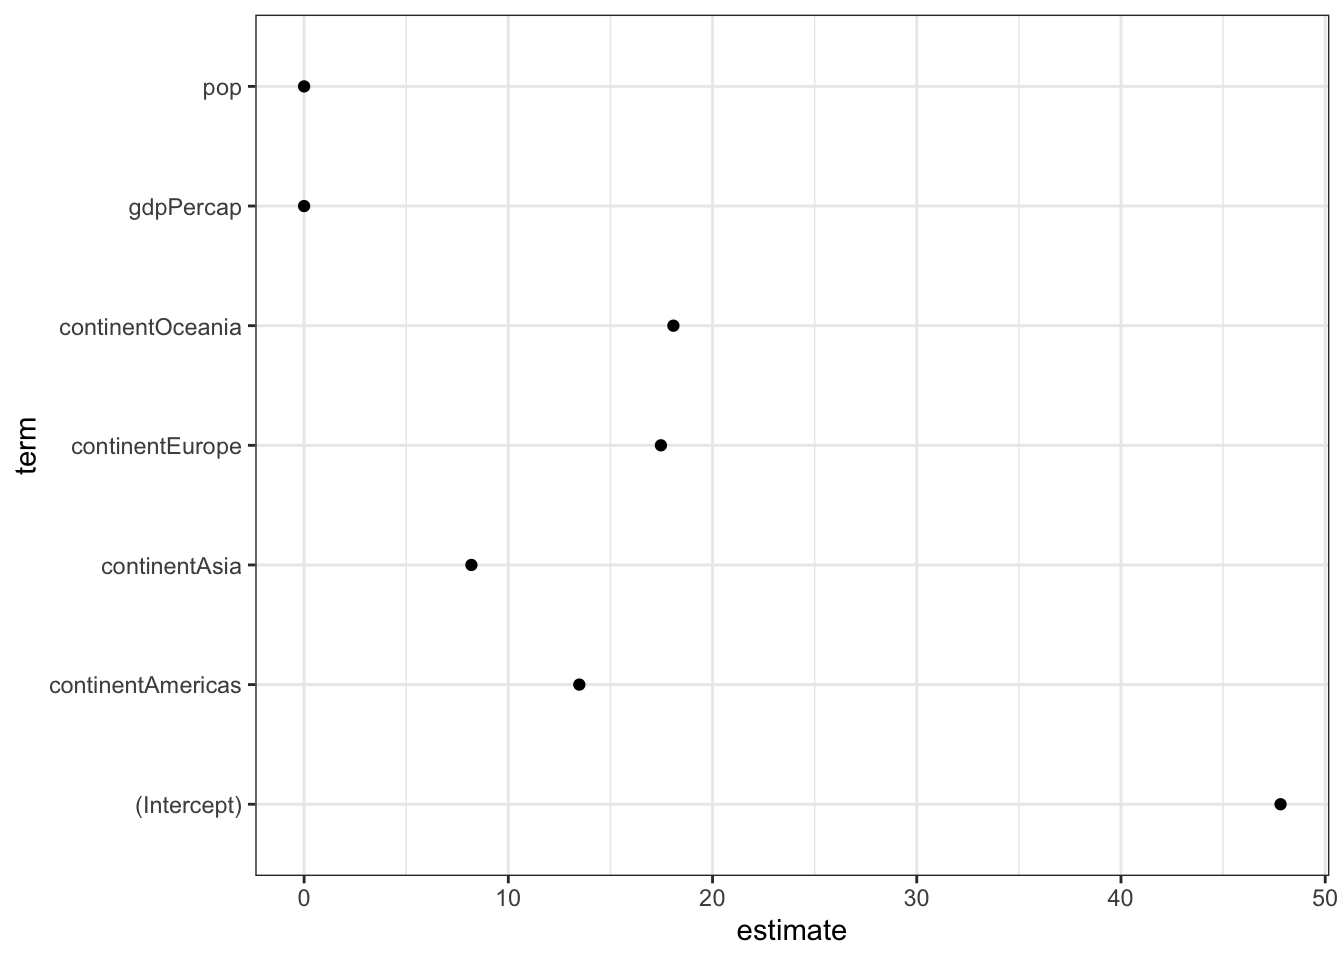 pop
gdpPercap
continentOceania
continentEurope
continentAsia
continentAmericas
(Intercept)
term
0 10 20 30 40 50
estimate